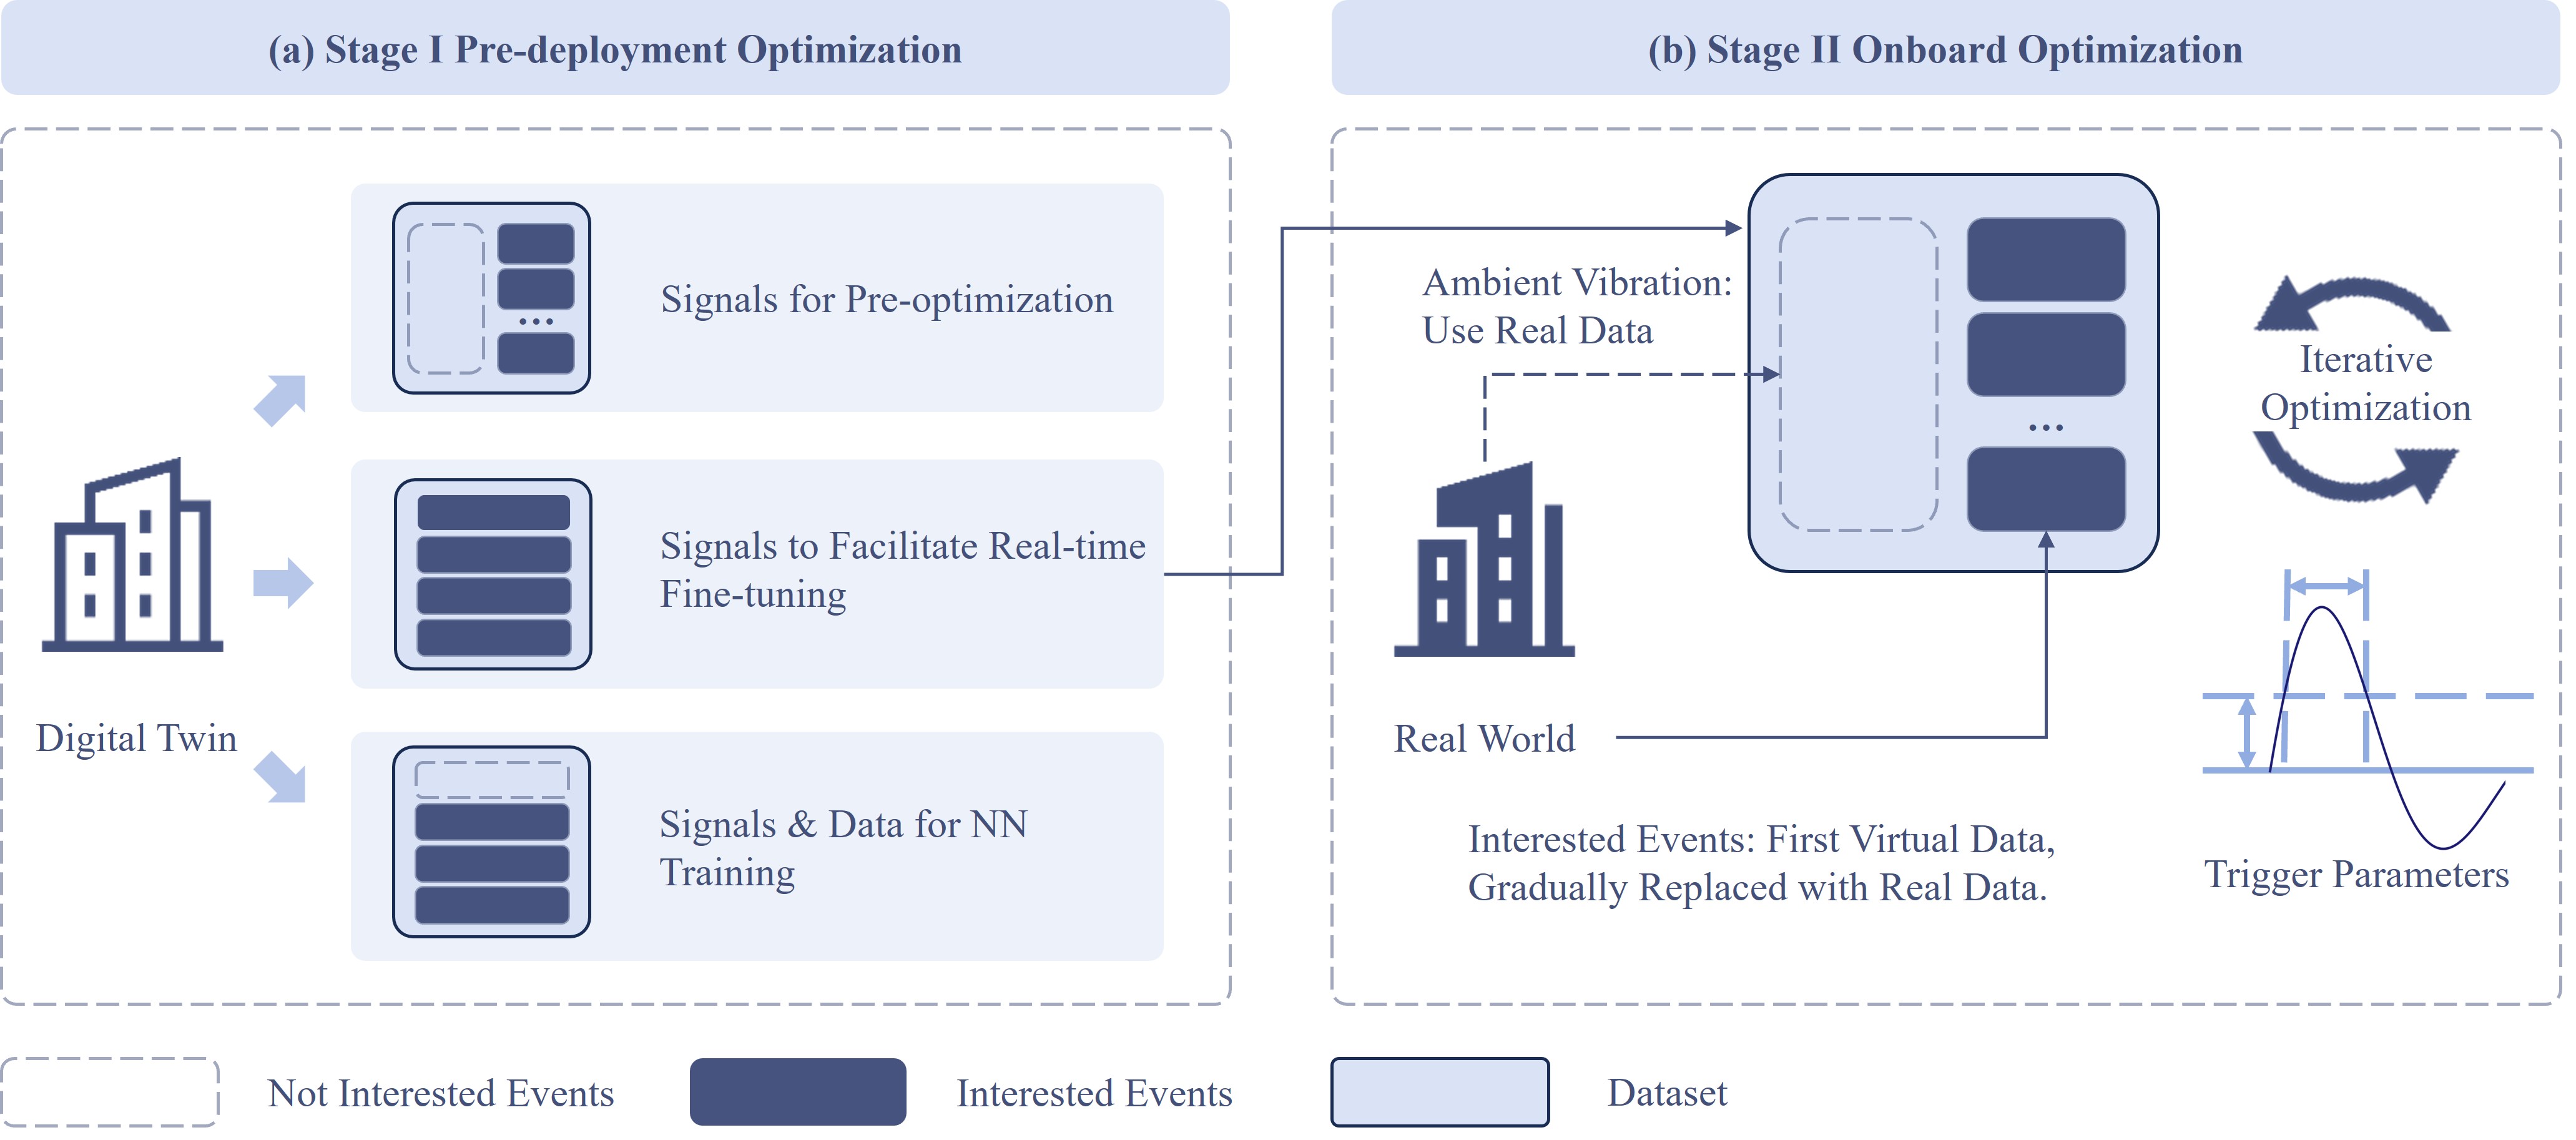 (a) Stage I Pre-deployment Optimization
Signals for Pre-optimization
Signals to Facilitate Real-time
Fine-tuning
Digital Twin
Signals & Data for NN
Training
(b) Stage II Onboard Optimization
Ambient Vibration:
Use Real Data
...
Iterative
Optimization
Real World
Interested Events: First Virtual Data,
Gradually Replaced with Real Data.
Trigger Parameters
Not Interested Events
Interested Events
Dataset